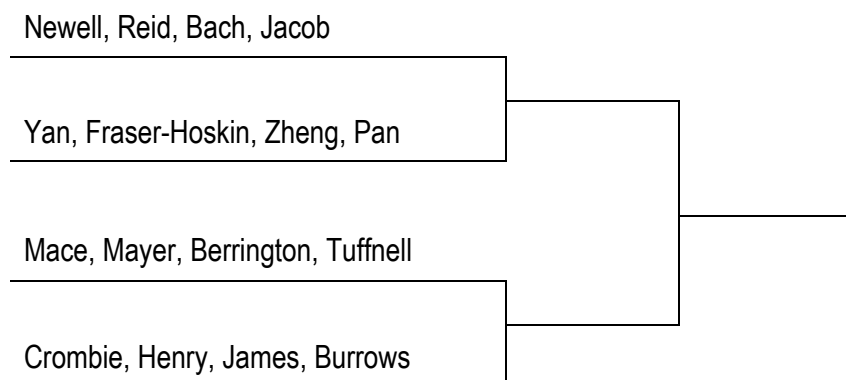 Newell, Reid, Bach, Jacob
Yan, Fraser-Hoskin, Zheng, Pan
Mace, Mayer, Berrington, Tuffnell
Crombie, Henry, James, Burrows